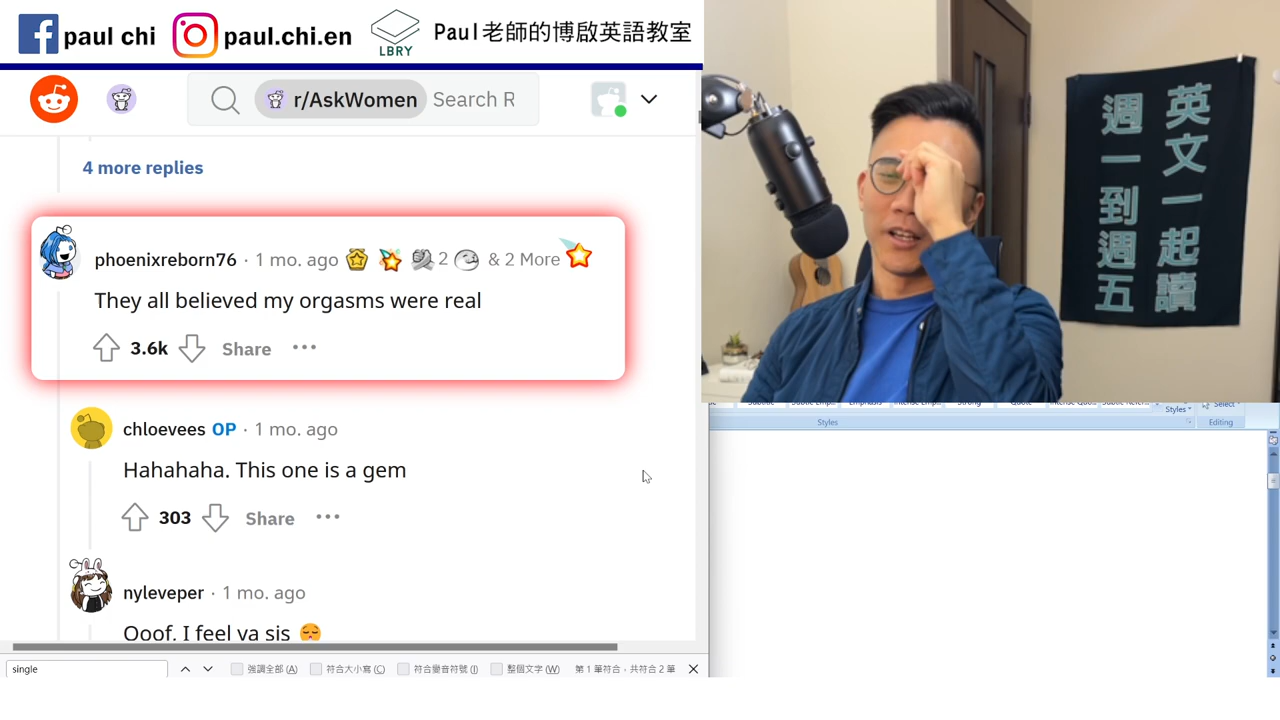 paul chi
paul.chi.en
LBRY
Paul老師的博啟英語教室
r/AskWomen
Search R
4 more replies
phoenixreborn76 · 1 mo. ago 2 & 2 More
They all believed my orgasms were real
3.6k Share
chloevees OP · 1 mo. ago
Hahahaha. This one is a gem
303 Share
nyleveper · 1 mo. ago
Ooof. I feel ya sis
single
強調全部 (A)
符合大小寫 (C)
符合變音符號 (I)
整個文字 (W)
第 1 筆符合，共符合 2 筆
英文一起讀
週一到週五
Styles
Select
Styles
Editing